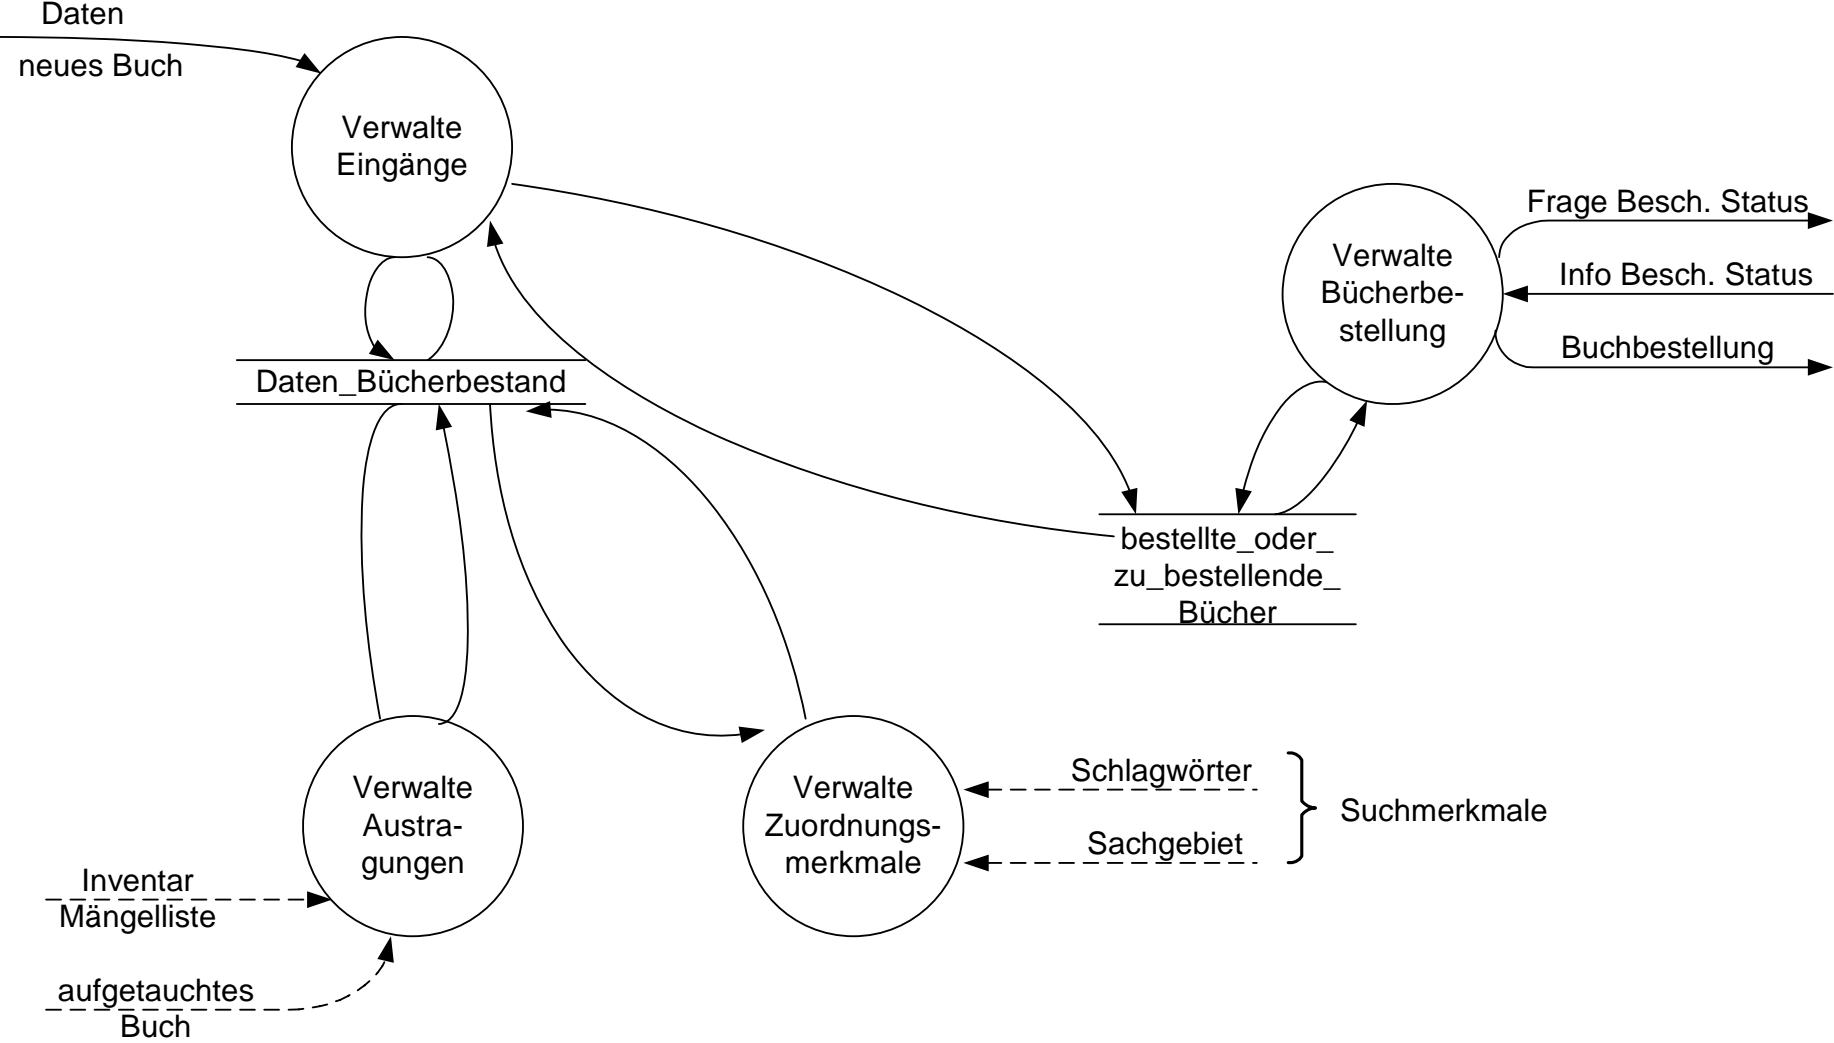 Daten
neues Buch
Verwalte
Eingänge
Frage Besch. Status
Info Besch. Status
Buchbestellung
Verwalte
Bücherbe-
stellung
Daten_Bücherbestand
bestellte_oder_
zu_bestellende_
Bücher
Verwalte
Austra-
gungen
Verwalte
Zuordnungs-
merkmale
Schlagwörter
Sachgebiet
Suchmerkmale
Inventar
Mängelliste
aufgetauchtes
Buch